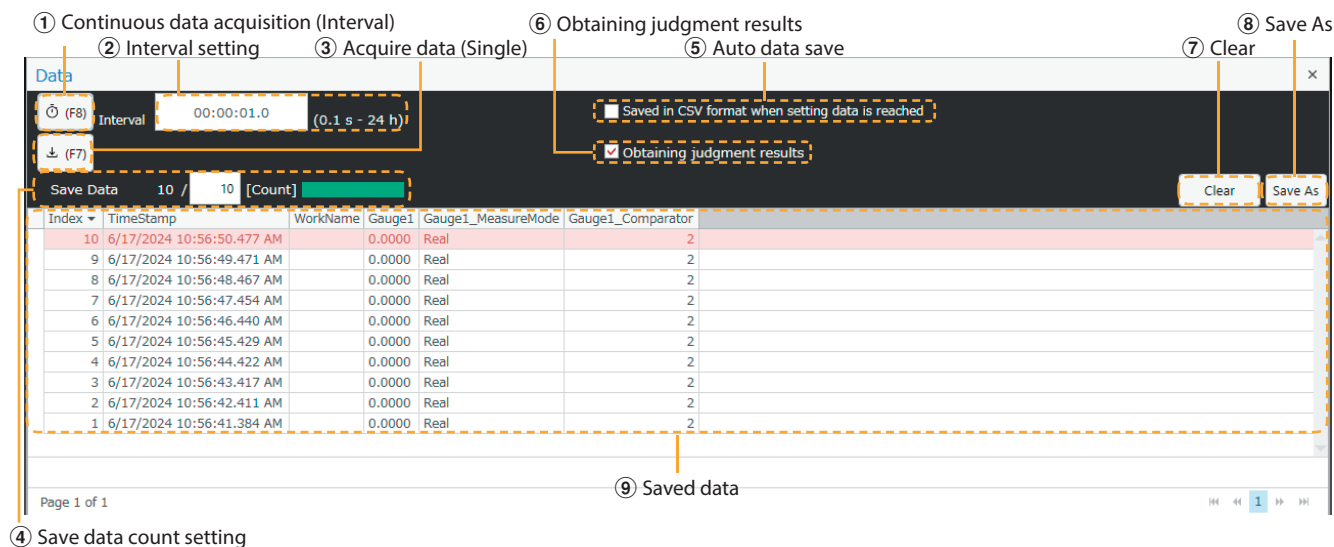 ① Continuous data acquisition (Interval)
⑥ Obtaining judgment results
⑧ Save As
② Interval setting
③ Acquire data (Single)
⑤ Auto data save
⑦ Clear
Data ×
(F8) Interval 00:00:01.0 (0.1 s - 24 h)
Saved in CSV format when setting data is reached
(F7)
Obtaining judgment results
Save Data 10 / 10 [Count] Clear Save As
Index TimeStamp WorkName Gauge1 Gauge1_MeasureMode Gauge1_Comparator
10 6/17/2024 10:56:50.477 AM 0.0000 Real 2
9 6/17/2024 10:56:49.471 AM 0.0000 Real 2
8 6/17/2024 10:56:48.467 AM 0.0000 Real 2
7 6/17/2024 10:56:47.454 AM 0.0000 Real 2
6 6/17/2024 10:56:46.440 AM 0.0000 Real 2
5 6/17/2024 10:56:45.429 AM 0.0000 Real 2
4 6/17/2024 10:56:44.422 AM 0.0000 Real 2
3 6/17/2024 10:56:43.417 AM 0.0000 Real 2
2 6/17/2024 10:56:42.411 AM 0.0000 Real 2
1 6/17/2024 10:56:41.384 AM 0.0000 Real 2
⑨ Saved data
Page 1 of 1 1
④ Save data count setting